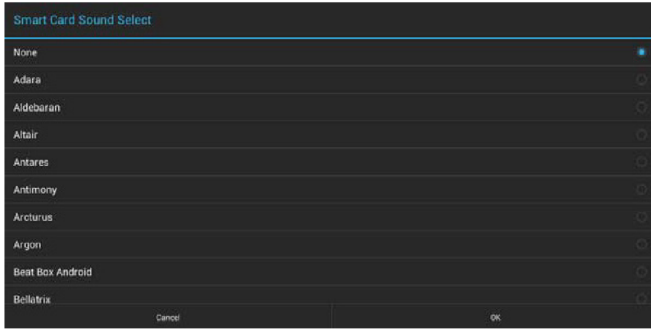 Smart Card Sound Select
None
Adara
Aldebaran
Altair
Antares
Antimony
Arcturus
Argon
Beat Box Android
Bellatrix
Cancel OK